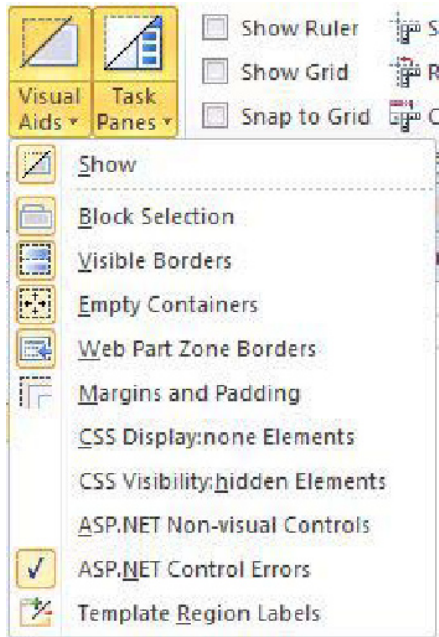 Show Ruler S
Show Grid R
Visual Task
Aids Panes Snap to Grid C
Show
Block Selection
Visible Borders
Empty Containers
Web Part Zone Borders
Margins and Padding
CSS Display:none Elements
CSS Visibility:hidden Elements
ASP.NET Non-visual Controls
ASP.NET Control Errors
Template Region Labels